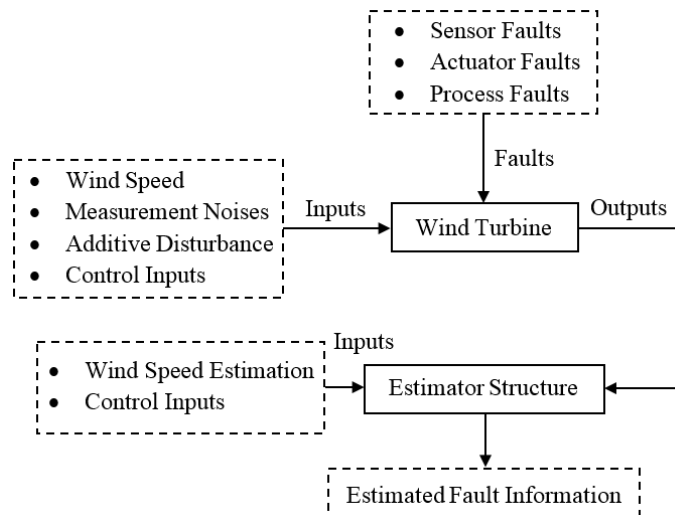 • Sensor Faults
• Actuator Faults
• Process Faults
Faults
• Wind Speed
• Measurement Noises
• Additive Disturbance
• Control Inputs
Inputs
Wind Turbine
Outputs
Inputs
• Wind Speed Estimation
• Control Inputs
Estimator Structure
Estimated Fault Information